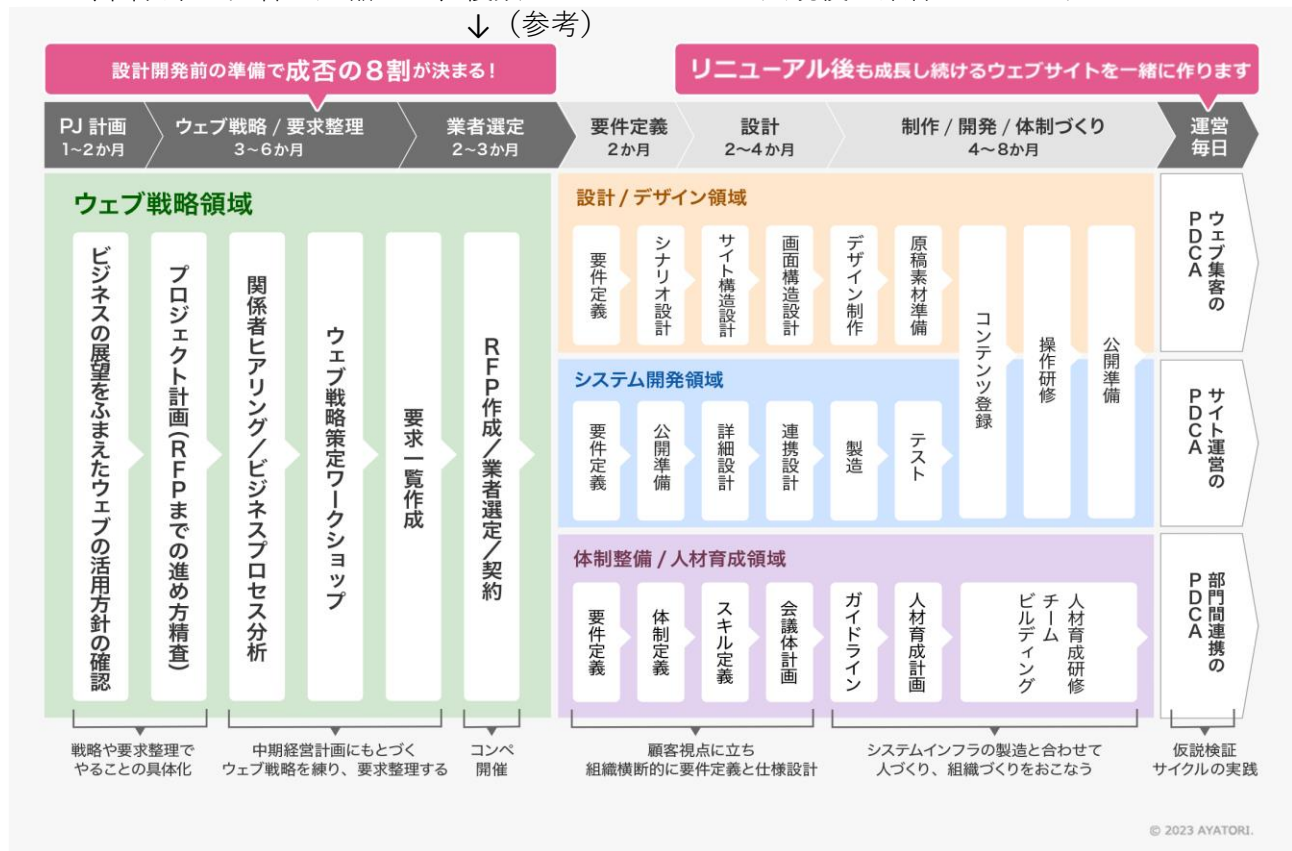 ↓（参考）
設計開発前の準備で成否の8割が決まる！
リニューアル後も成長し続けるウェブサイトを一緒に作ります
PJ 計画
1～2か月
ウェブ戦略 / 要求整理
3～6か月
業者選定
2～3か月
要件定義
2か月
設計
2～4か月
制作 / 開発 / 体制づくり
4～8か月
運営
毎日
ウェブ戦略領域
ビジネスの展望をふまえたウェブの活用方針の確認
プロジェクト計画（RFPまでの進め方精査）
関係者ヒアリング／ビジネスプロセス分析
ウェブ戦略策定ワークショップ
要求一覧作成
RFP作成／業者選定／契約
設計 / デザイン領域
要件定義
シナリオ設計
サイト構造設計
画面構造設計
デザイン制作
原稿素材準備
コンテンツ登録
操作研修
公開準備
システム開発領域
要件定義
公開準備
詳細設計
連携設計
製造
テスト
体制整備 / 人材育成領域
要件定義
体制定義
スキル定義
会議体計画
ガイドライン
人材育成計画
人材育成研修
チーム
ビルディング
ウェブ集客の
PDCA
サイト運営の
PDCA
部門間連携の
PDCA
戦略や要求整理で
やることの具体化
中期経営計画にもとづく
ウェブ戦略を練り、要求整理する
コンペ
開催
顧客視点に立ち
組織横断的に要件定義と仕様設計
システムインフラの製造と合わせて
人づくり、組織づくりをおこなう
仮説検証
サイクルの実践
© 2023 AYATORI.